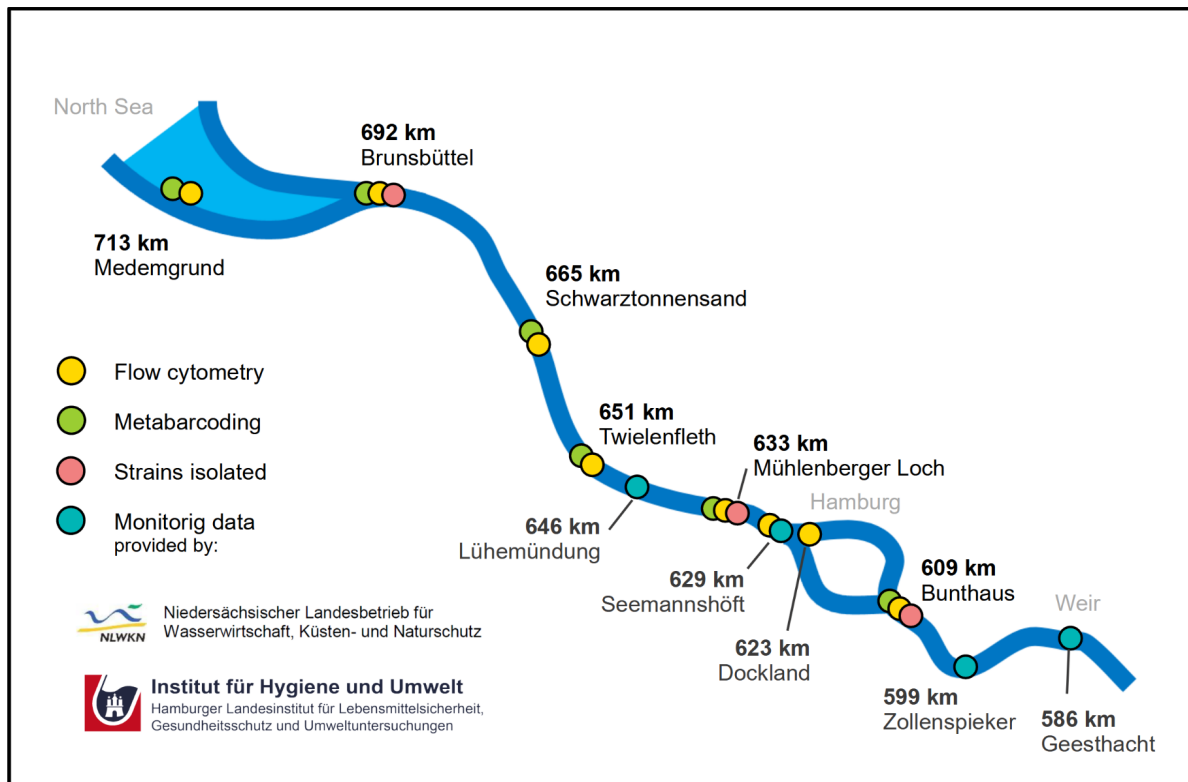 North Sea
692 km
Brunsbüttel
713 km
Medemgrund
665 km
Schwarztonnensand
Flow cytometry
Metabarcoding
Strains isolated
Monitorig data
provided by:
651 km
Twielenfleth
633 km
Mühlenberger Loch
Hamburg
646 km
Lühemündung
629 km
Seemannshöft
623 km
Dockland
609 km
Bunthaus
Weir
599 km
Zollenspieker
586 km
Geesthacht
NLWKN
Niedersächsischer Landesbetrieb für
Wasserwirtschaft, Küsten- und Naturschutz
Institut für Hygiene und Umwelt
Hamburger Landesinstitut für Lebensmittelsicherheit,
Gesundheitsschutz und Umweltuntersuchungen